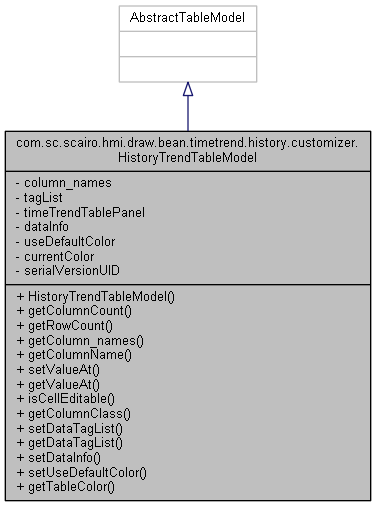 AbstractTableModel
com.sc.scairo.hmi.draw.bean.timetrend.history.customizer.
HistoryTrendTableModel
- column_names
- tagList
- timeTrendTablePanel
- dataInfo
- useDefaultColor
- currentColor
- serialVersionUID
+ HistoryTrendTableModel()
+ getColumnCount()
+ getRowCount()
+ getColumn_names()
+ getColumnName()
+ setValueAt()
+ getValueAt()
+ isCellEditable()
+ getColumnClass()
+ setDataTagList()
+ getDataTagList()
+ setDataInfo()
+ setUseDefaultColor()
+ getTableColor()